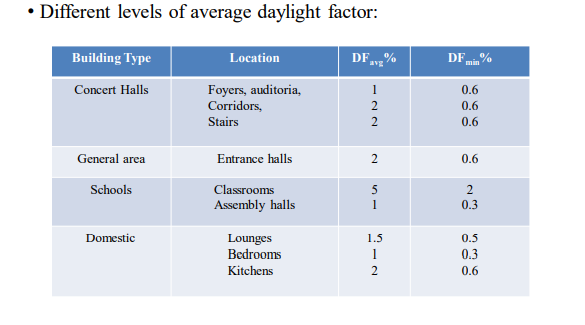 • Different levels of average daylight factor:
Building Type Location DFavg% DFmin%
Concert Halls Foyers, auditoria, 1 0.6
Corridors, 2 0.6
Stairs 2 0.6
General area Entrance halls 2 0.6
Schools Classrooms 5 2
Assembly halls 1 0.3
Domestic Lounges 1.5 0.5
Bedrooms 1 0.3
Kitchens 2 0.6